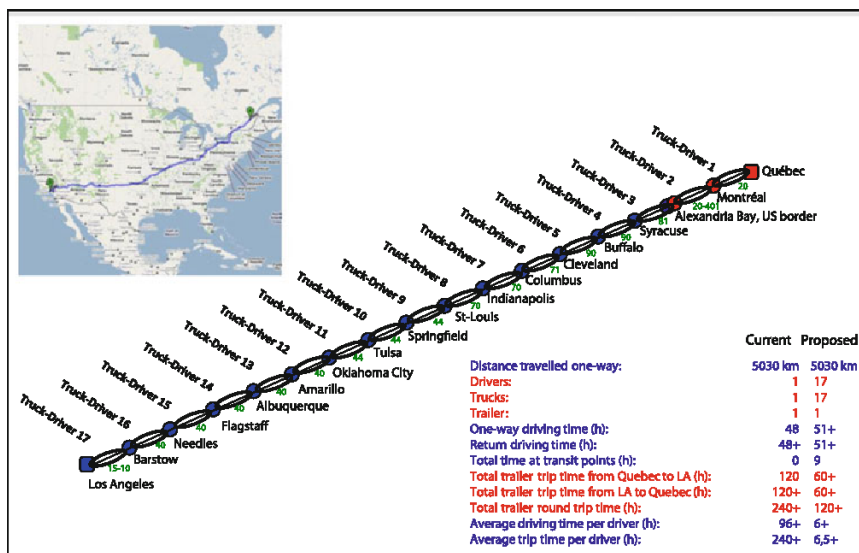 Truck-Driver 1
Truck-Driver 2
Truck-Driver 3
Truck-Driver 4
Truck-Driver 5
Truck-Driver 6
Truck-Driver 7
Truck-Driver 8
Truck-Driver 9
Truck-Driver 10
Truck-Driver 11
Truck-Driver 12
Truck-Driver 13
Truck-Driver 14
Truck-Driver 15
Truck-Driver 16
Truck-Driver 17
Québec
20
Montréal
20-401
Alexandria Bay, US border
81
Syracuse
90
Buffalo
90
Cleveland
71
Columbus
70
Indianapolis
70
St-Louis
44
Springfield
44
Tulsa
44
Oklahoma City
40
Amarillo
40
Albuquerque
40
Flagstaff
40
Needles
40
Barstow
15-10
Los Angeles
Current Proposed
Distance travelled one-way: 5030 km 5030 km
Drivers: 1 17
Trucks: 1 17
Trailer: 1 1
One-way driving time (h): 48 51+
Return driving time (h): 48+ 51+
Total time at transit points (h): 0 9
Total trailer trip time from Quebec to LA (h): 120 60+
Total trailer trip time from LA to Quebec (h): 120+ 60+
Total trailer round trip time (h): 240+ 120+
Average driving time per driver (h): 96+ 6+
Average trip time per driver (h): 240+ 6,5+